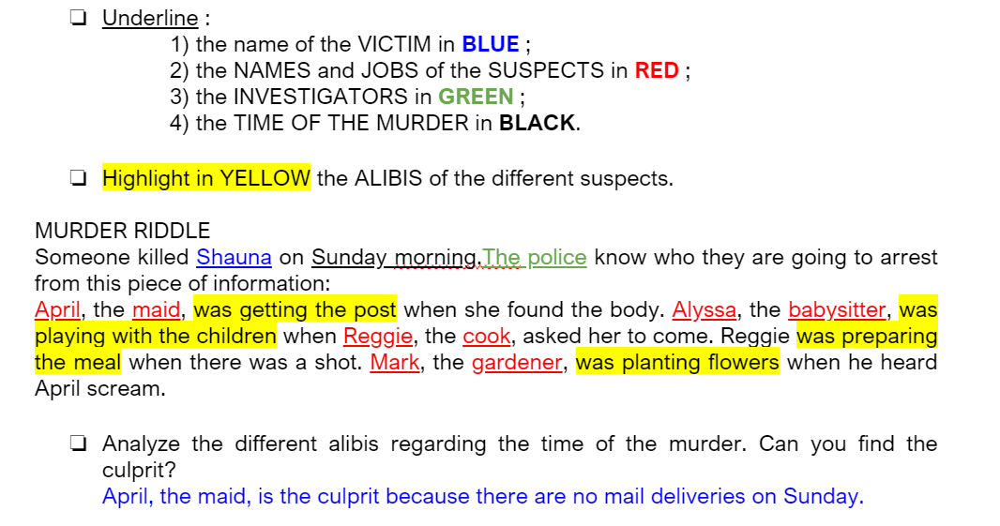 ❏ Underline :
1) the name of the VICTIM in BLUE ;
2) the NAMES and JOBS of the SUSPECTS in RED ;
3) the INVESTIGATORS in GREEN ;
4) the TIME OF THE MURDER in BLACK.
❏ Highlight in YELLOW the ALIBIS of the different suspects.
MURDER RIDDLE
Someone killed Shauna on Sunday morning.The police know who they are going to arrest
from this piece of information:
April, the maid, was getting the post when she found the body. Alyssa, the babysitter, was
playing with the children when Reggie, the cook, asked her to come. Reggie was preparing
the meal when there was a shot. Mark, the gardener, was planting flowers when he heard
April scream.
❏ Analyze the different alibis regarding the time of the murder. Can you find the
culprit?
April, the maid, is the culprit because there are no mail deliveries on Sunday.